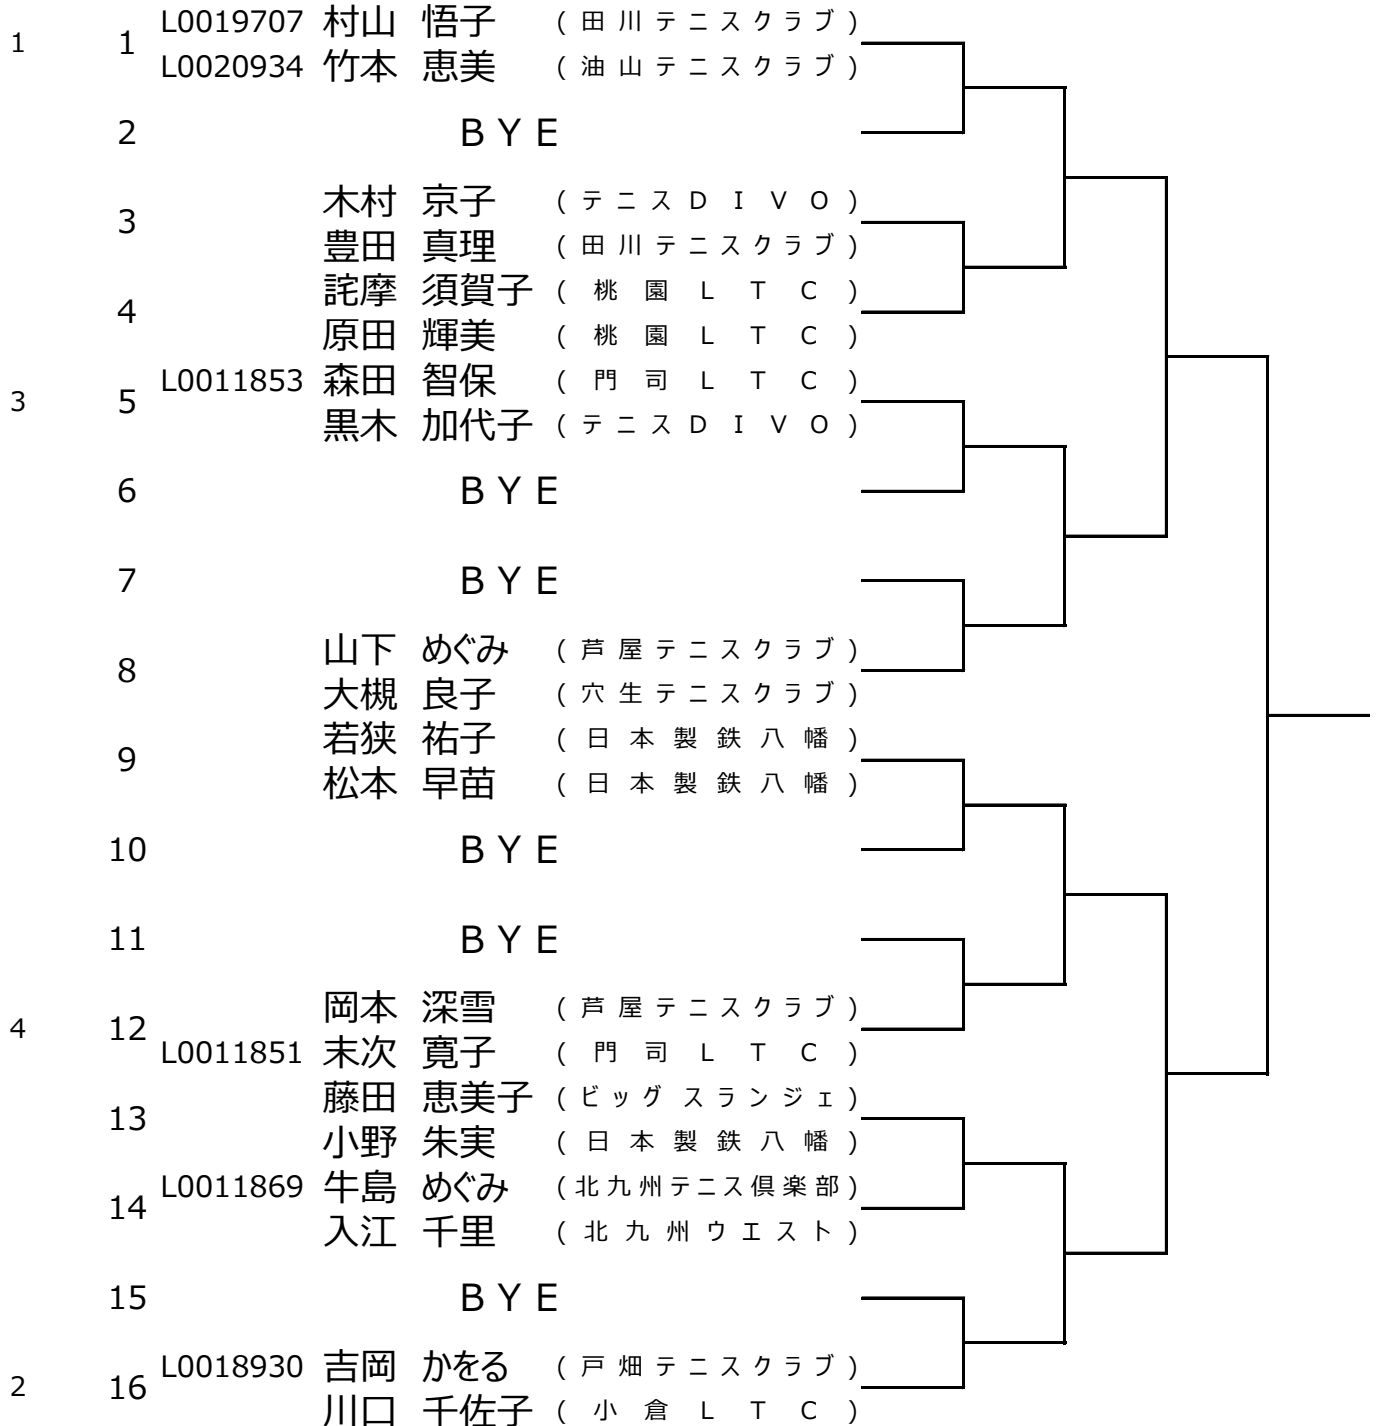 L0019707 村山 悟子 (田川テニスクラブ)
1 1
L0020934 竹本 恵美 (油山テニスクラブ)
2 BYE
木村 京子 (テニスDIVO)
3
豊田 真理 (田川テニスクラブ)
詫摩 須賀子 (桃園LTC)
4
原田 輝美 (桃園LTC)
L0011853 森田 智保 (門司LTC)
3 5
黒木 加代子 (テニスDIVO)
6 BYE
7 BYE
山下 めぐみ (芦屋テニスクラブ)
8
大槻 良子 (穴生テニスクラブ)
若狭 祐子 (日本製鉄八幡)
9
松本 早苗 (日本製鉄八幡)
10 BYE
11 BYE
岡本 深雪 (芦屋テニスクラブ)
4 12
L0011851 末次 寛子 (門司LTC)
藤田 恵美子 (ビッグスランジェ)
13
小野 朱実 (日本製鉄八幡)
L0011869 牛島 めぐみ (北九州テニス倶楽部)
14
入江 千里 (北九州ウエスト)
15 BYE
L0018930 吉岡 かをる (戸畑テニスクラブ)
2 16
川口 千佐子 (小倉LTC)